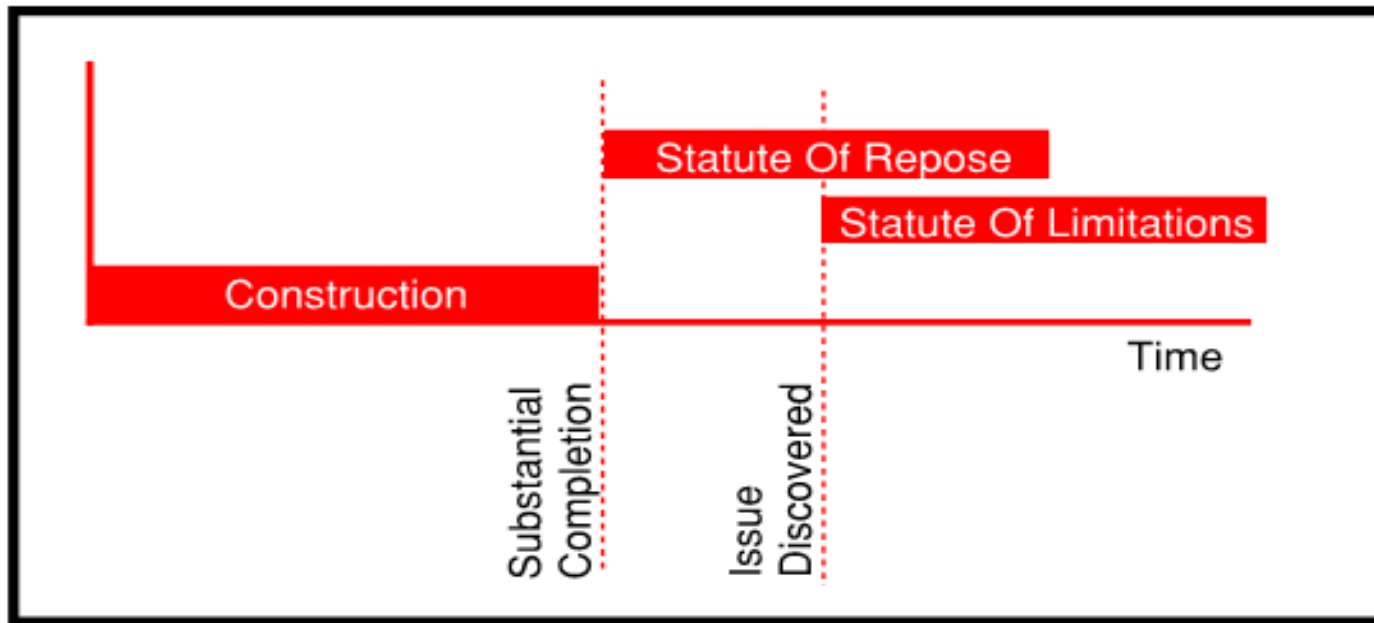 Statute Of Repose
Statute Of Limitations
Construction
Time
Substantial
Completion
Issue
Discovered